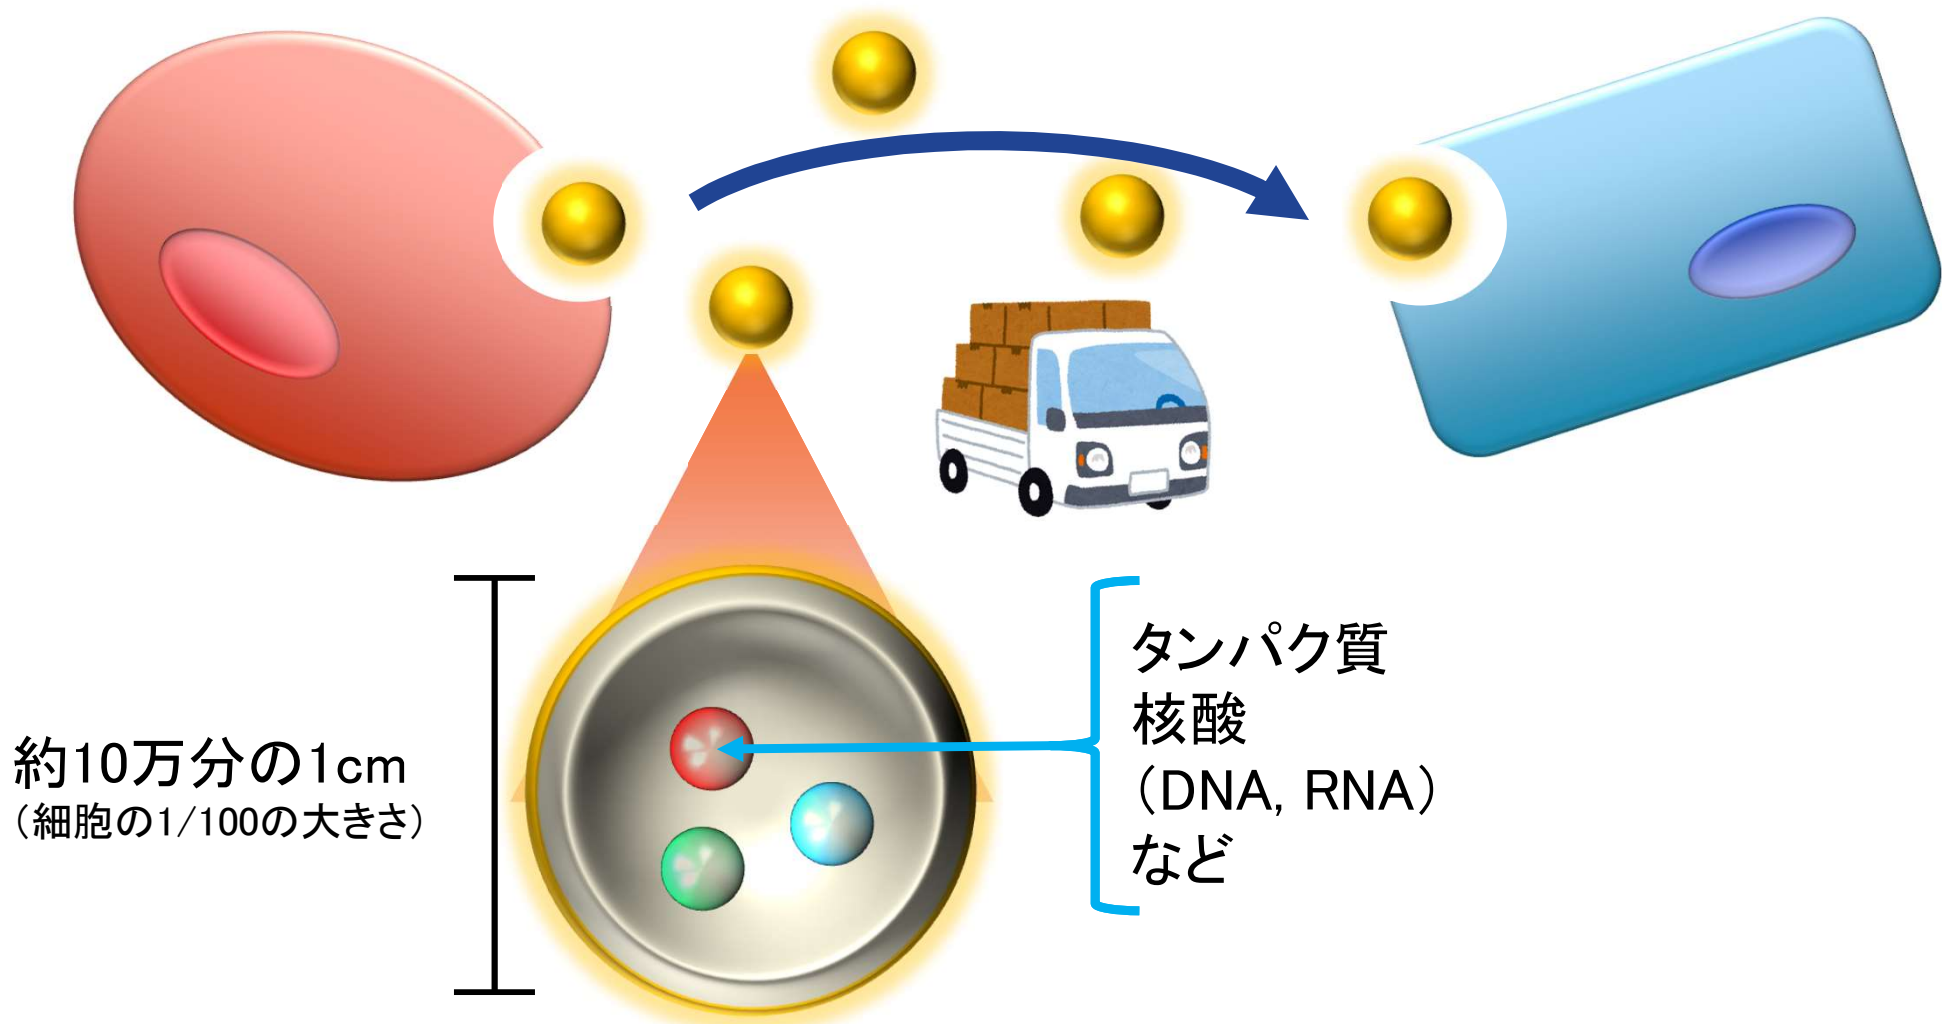 約10万分の1cm
（細胞の1/100の大きさ）
タンパク質
核酸
（DNA, RNA）
など